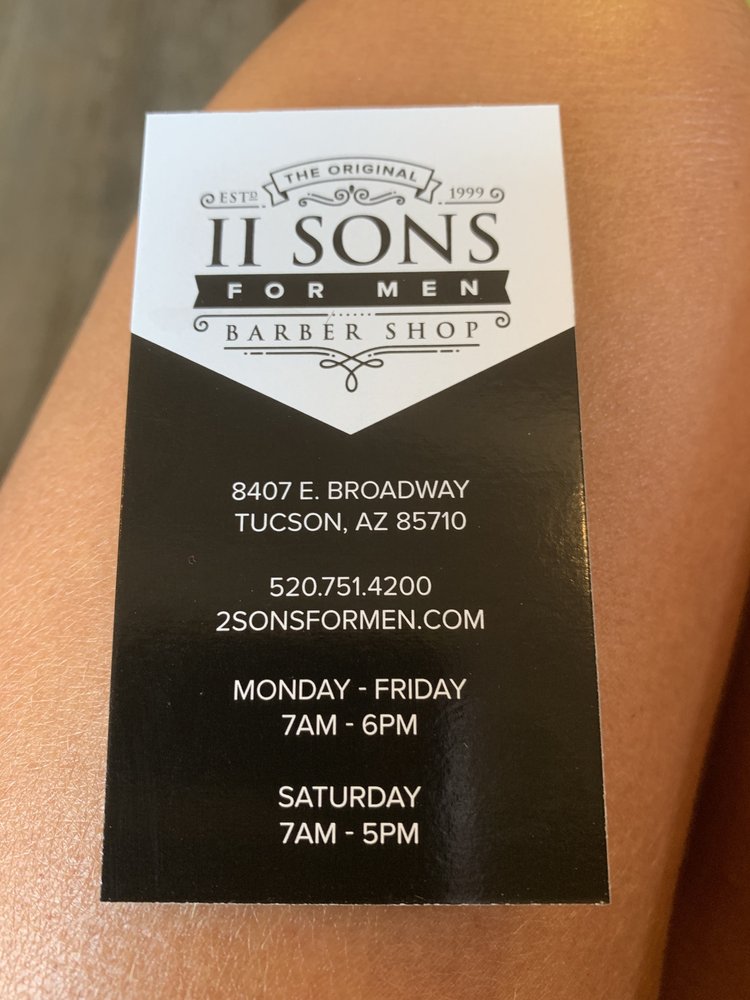 THE ORIGINAL
ESTD 1999
II SONS
FOR MEN
BARBER SHOP
8407 E. BROADWAY
TUCSON, AZ 85710
520.751.4200
2SONSFORMEN.COM
MONDAY - FRIDAY
7AM - 6PM
SATURDAY
7AM - 5PM